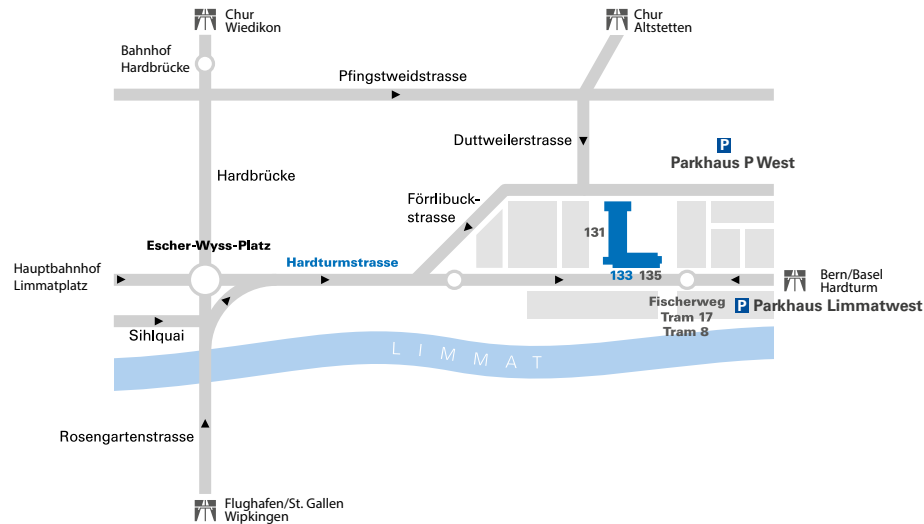 Chur
Wiedikon
Chur
Altstetten
Bahnhof
Hardbrücke
Pfingstweidstrasse
Duttweilerstrasse
P
Parkhaus P West
Hardbrücke
Förrlibuck-
strasse
131
Escher-Wyss-Platz
Hauptbahnhof
Limmatplatz
Hardturmstrasse
133 135
Bern/Basel
Hardturm
Fischerweg
Tram 17
Tram 8
P Parkhaus Limmatwest
Sihlquai
LIMMAT
Rosengartenstrasse
Flughafen/St. Gallen
Wipkingen